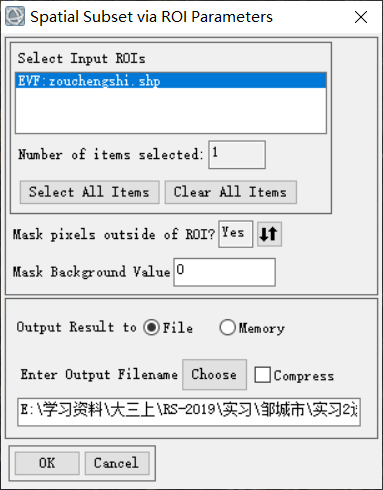 Spatial Subset via ROI Parameters
Select Input ROIs
EVF:zouchengshi.shp
Number of items selected: 1
Select All Items Clear All Items
Mask pixels outside of ROI? Yes
Mask Background Value 0
Output Result to File Memory
Enter Output Filename Choose Compress
E:\学习资料\大三上\RS-2019\实习\邹城市\实习2
OK Cancel